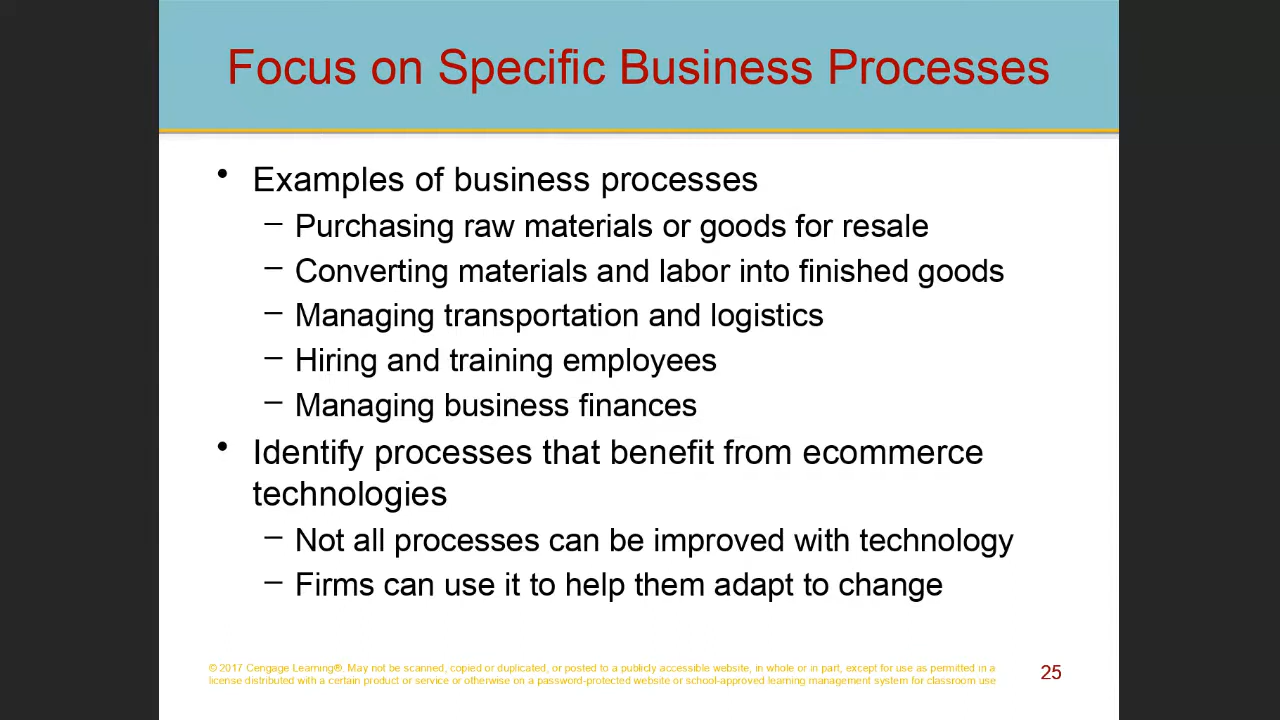 Focus on Specific Business Processes
• Examples of business processes
– Purchasing raw materials or goods for resale
– Converting materials and labor into finished goods
– Managing transportation and logistics
– Hiring and training employees
– Managing business finances
• Identify processes that benefit from ecommerce
technologies
– Not all processes can be improved with technology
– Firms can use it to help them adapt to change
© 2017 Cengage Learning®. May not be scanned, copied or duplicated, or posted to a publicly accessible website, in whole or in part, except for use as permitted in a
license distributed with a certain product or service or otherwise on a password-protected website or school-approved learning management system for classroom use
25